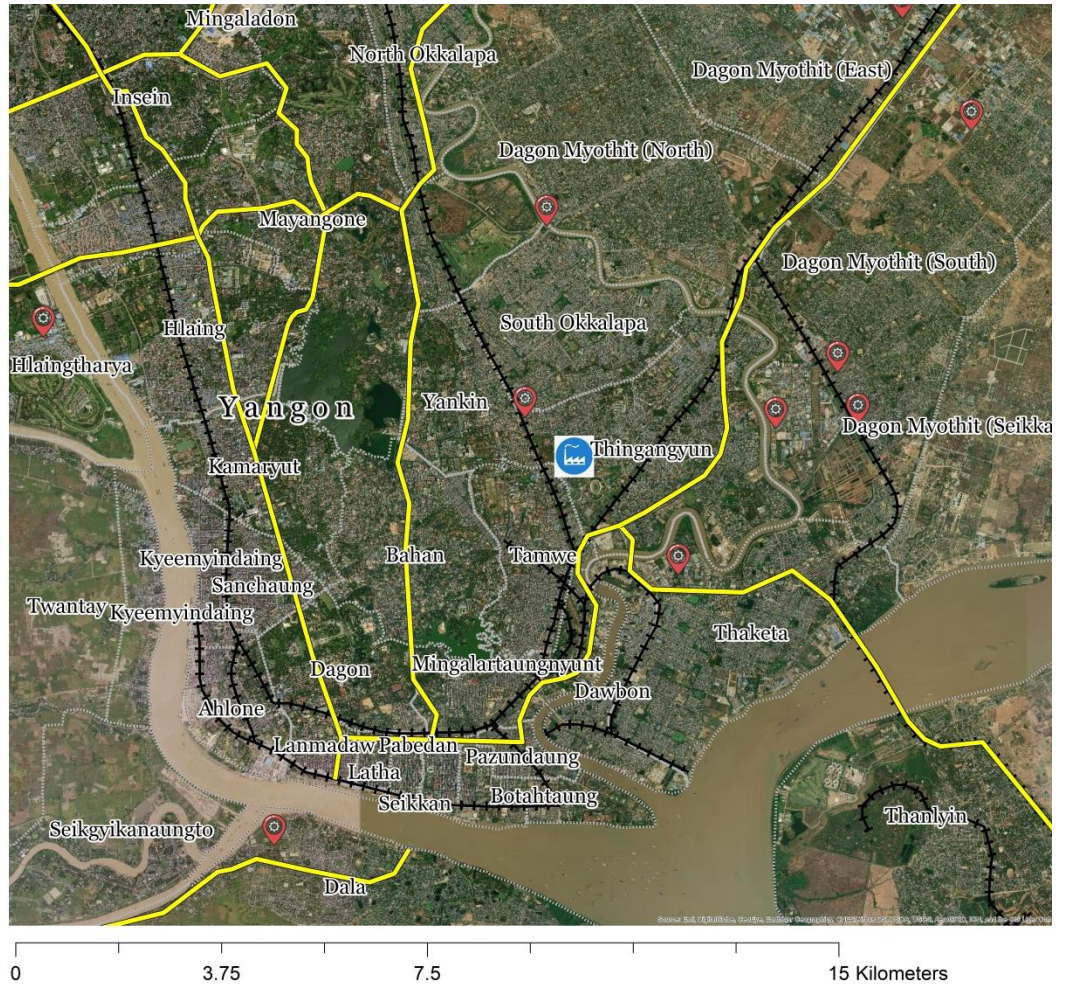 Mingaladon
North Okkalapa
Dagon Myothit (East)
Insein
Dagon Myothit (North)
Mayangone
Dagon Myothit (South)
South Okkalapa
Hlaing
Hlaingtharya
Yangon
Yankin
Dagon Myothit (Seikka
Thingangyun
Kamaryut
Kyeemyindaing
Bahan
Tamwe
Sanchaung
Twantay
Kyeemyindaing
Thaketa
Mingalartaungnyunt
Dagon
Dawbon
Ahlone
Lanmadaw
Pabedan
Pazundaung
Latha
Seikkan
Botahtaung
Thanlyin
Seikgyikanaungto
Dala
0 3.75 7.5 15 Kilometers